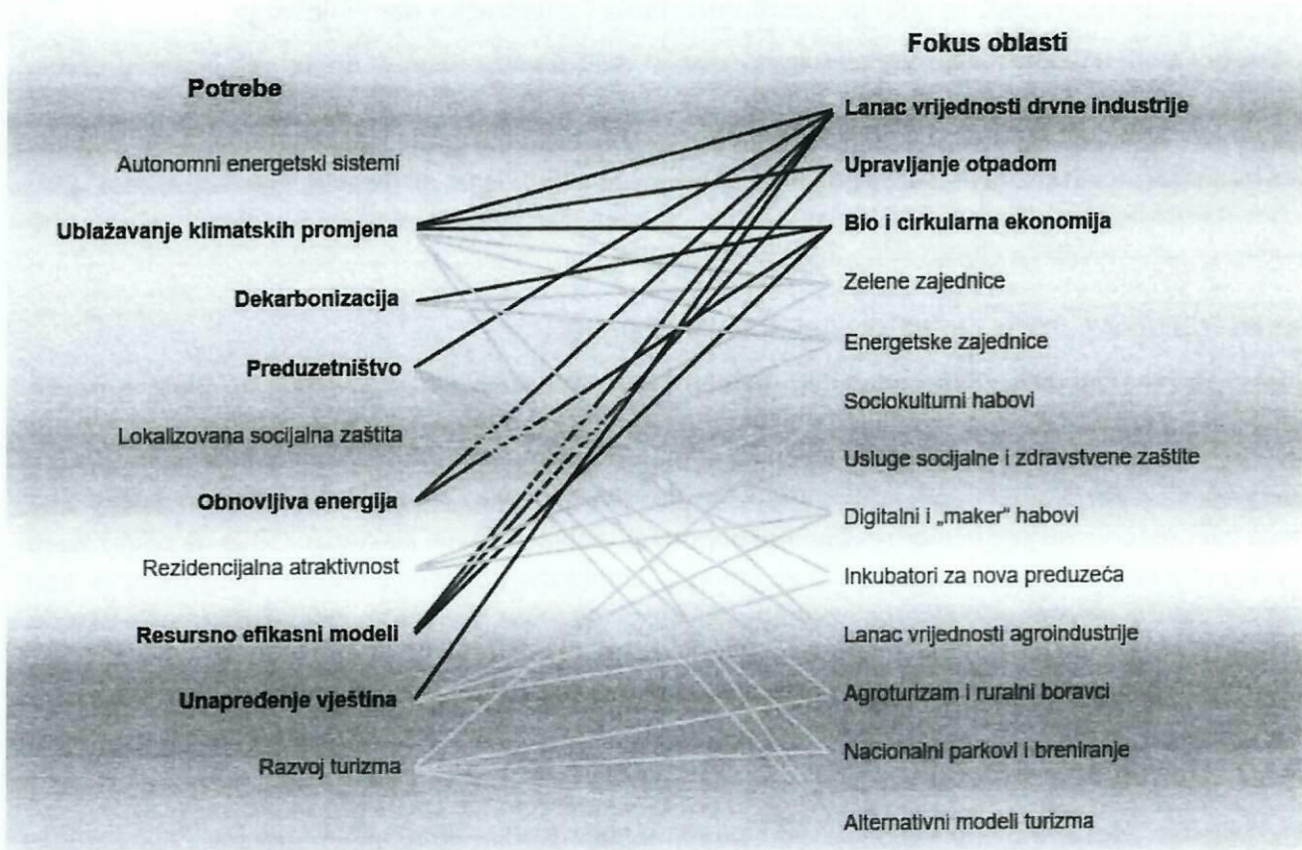 Potrebe
Autonomni energetski sistemi
Ublažavanje klimatskih promjena
Dekarbonizacija
Preduzetništvo
Lokalizovana socijalna zaštita
Obnovljiva energija
Rezidencijalna atraktivnost
Resursno efikasni modeli
Unapređenje vještina
Razvoj turizma
Fokus oblasti
Lanac vrijednosti drvne industrije
Upravljanje otpadom
Bio i cirkularna ekonomija
Zelene zajednice
Energetske zajednice
Sociokulturni habovi
Usluge socijalne i zdravstvene zaštite
Digitalni i „maker“ habovi
Inkubatori za nova preduzeća
Lanac vrijednosti agroindustrije
Agroturizam i ruralni boravci
Nacionalni parkovi i breniranje
Alternativni modeli turizma